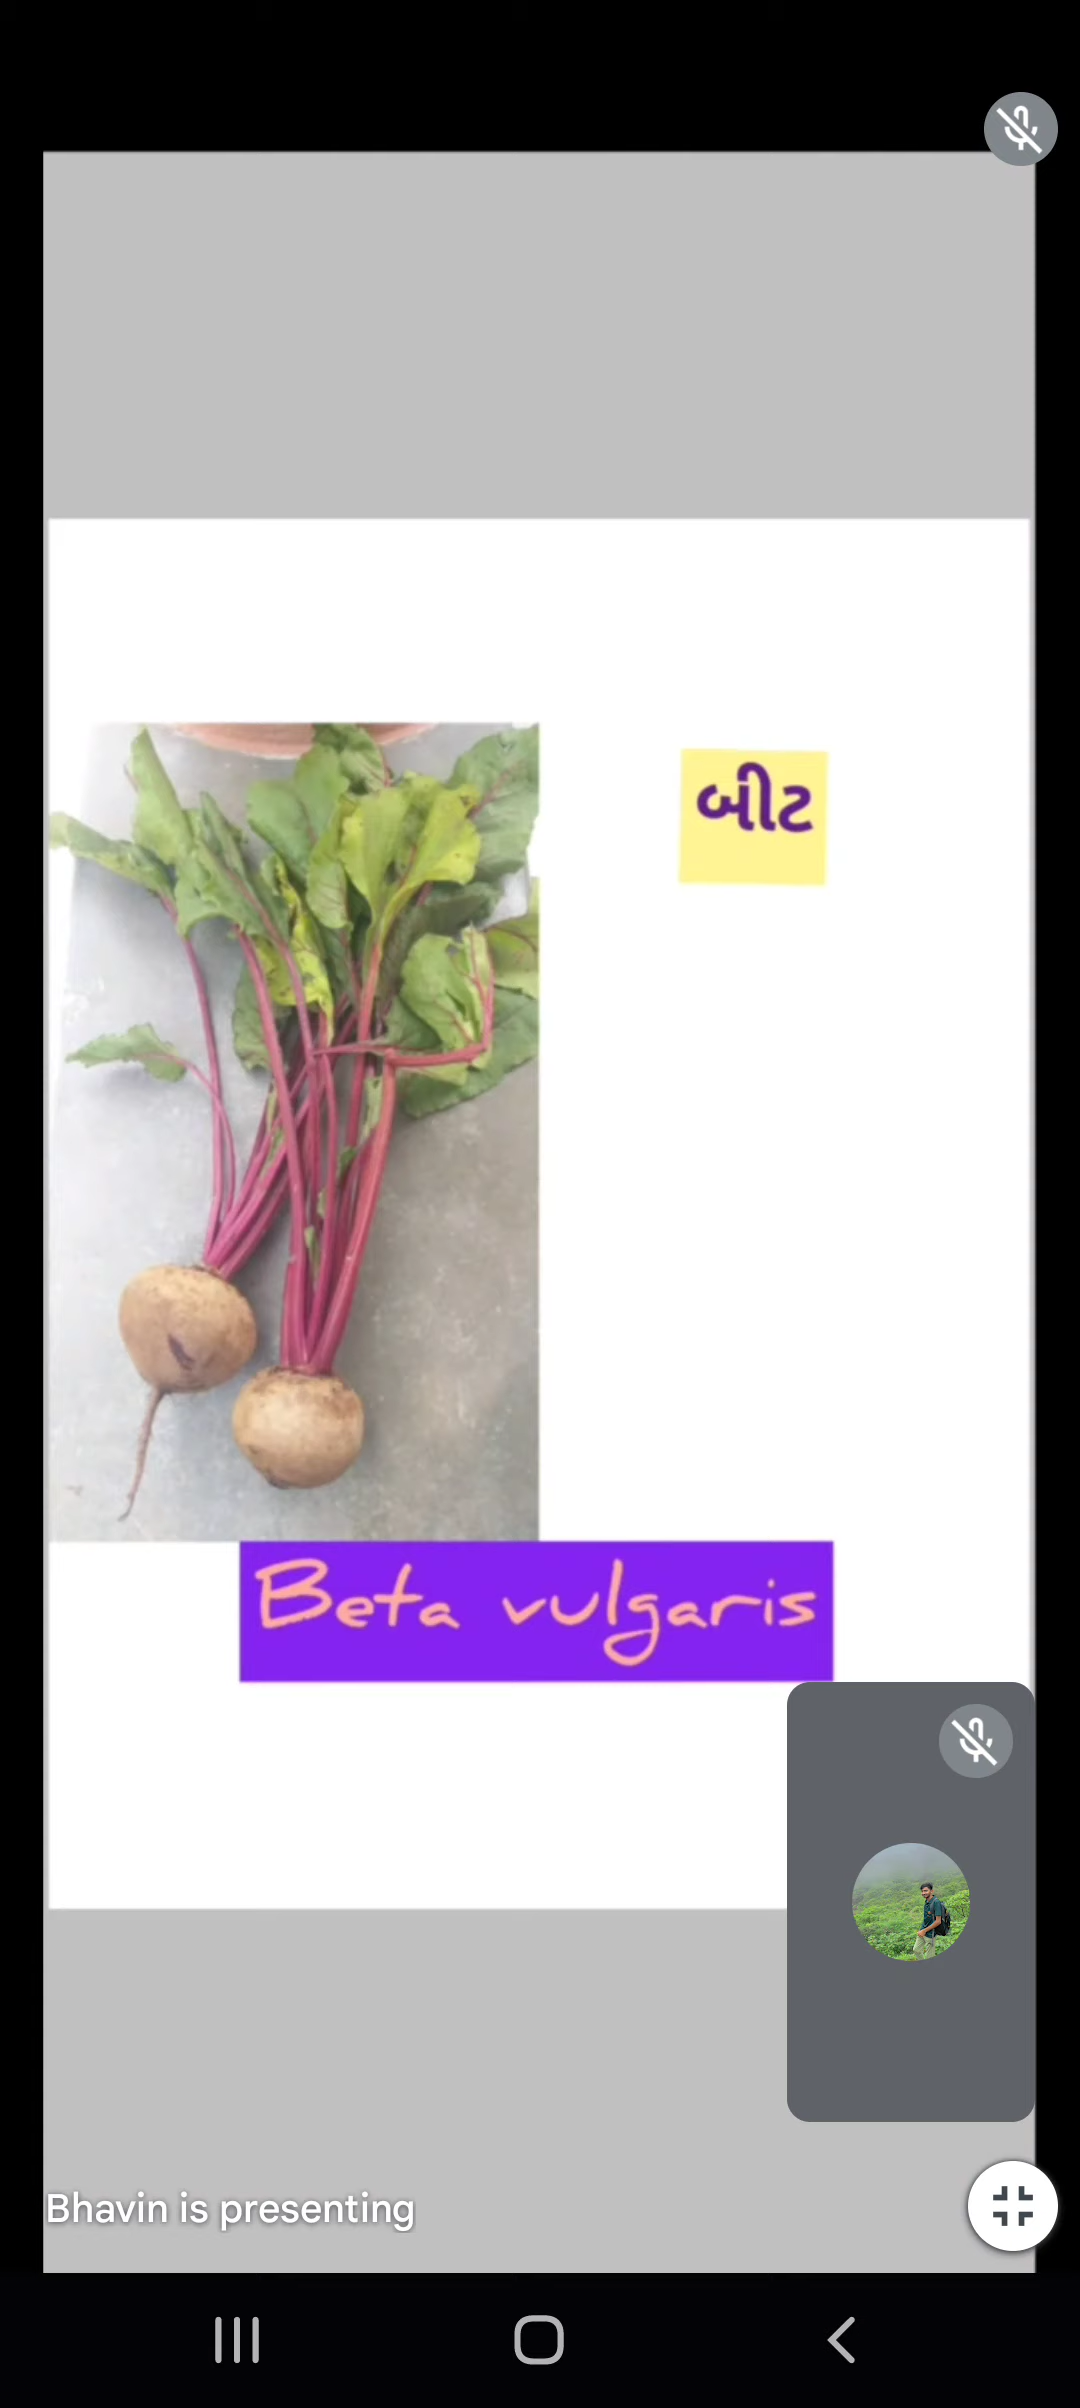 બીટ
Beta vulgaris
Bhavin is presenting